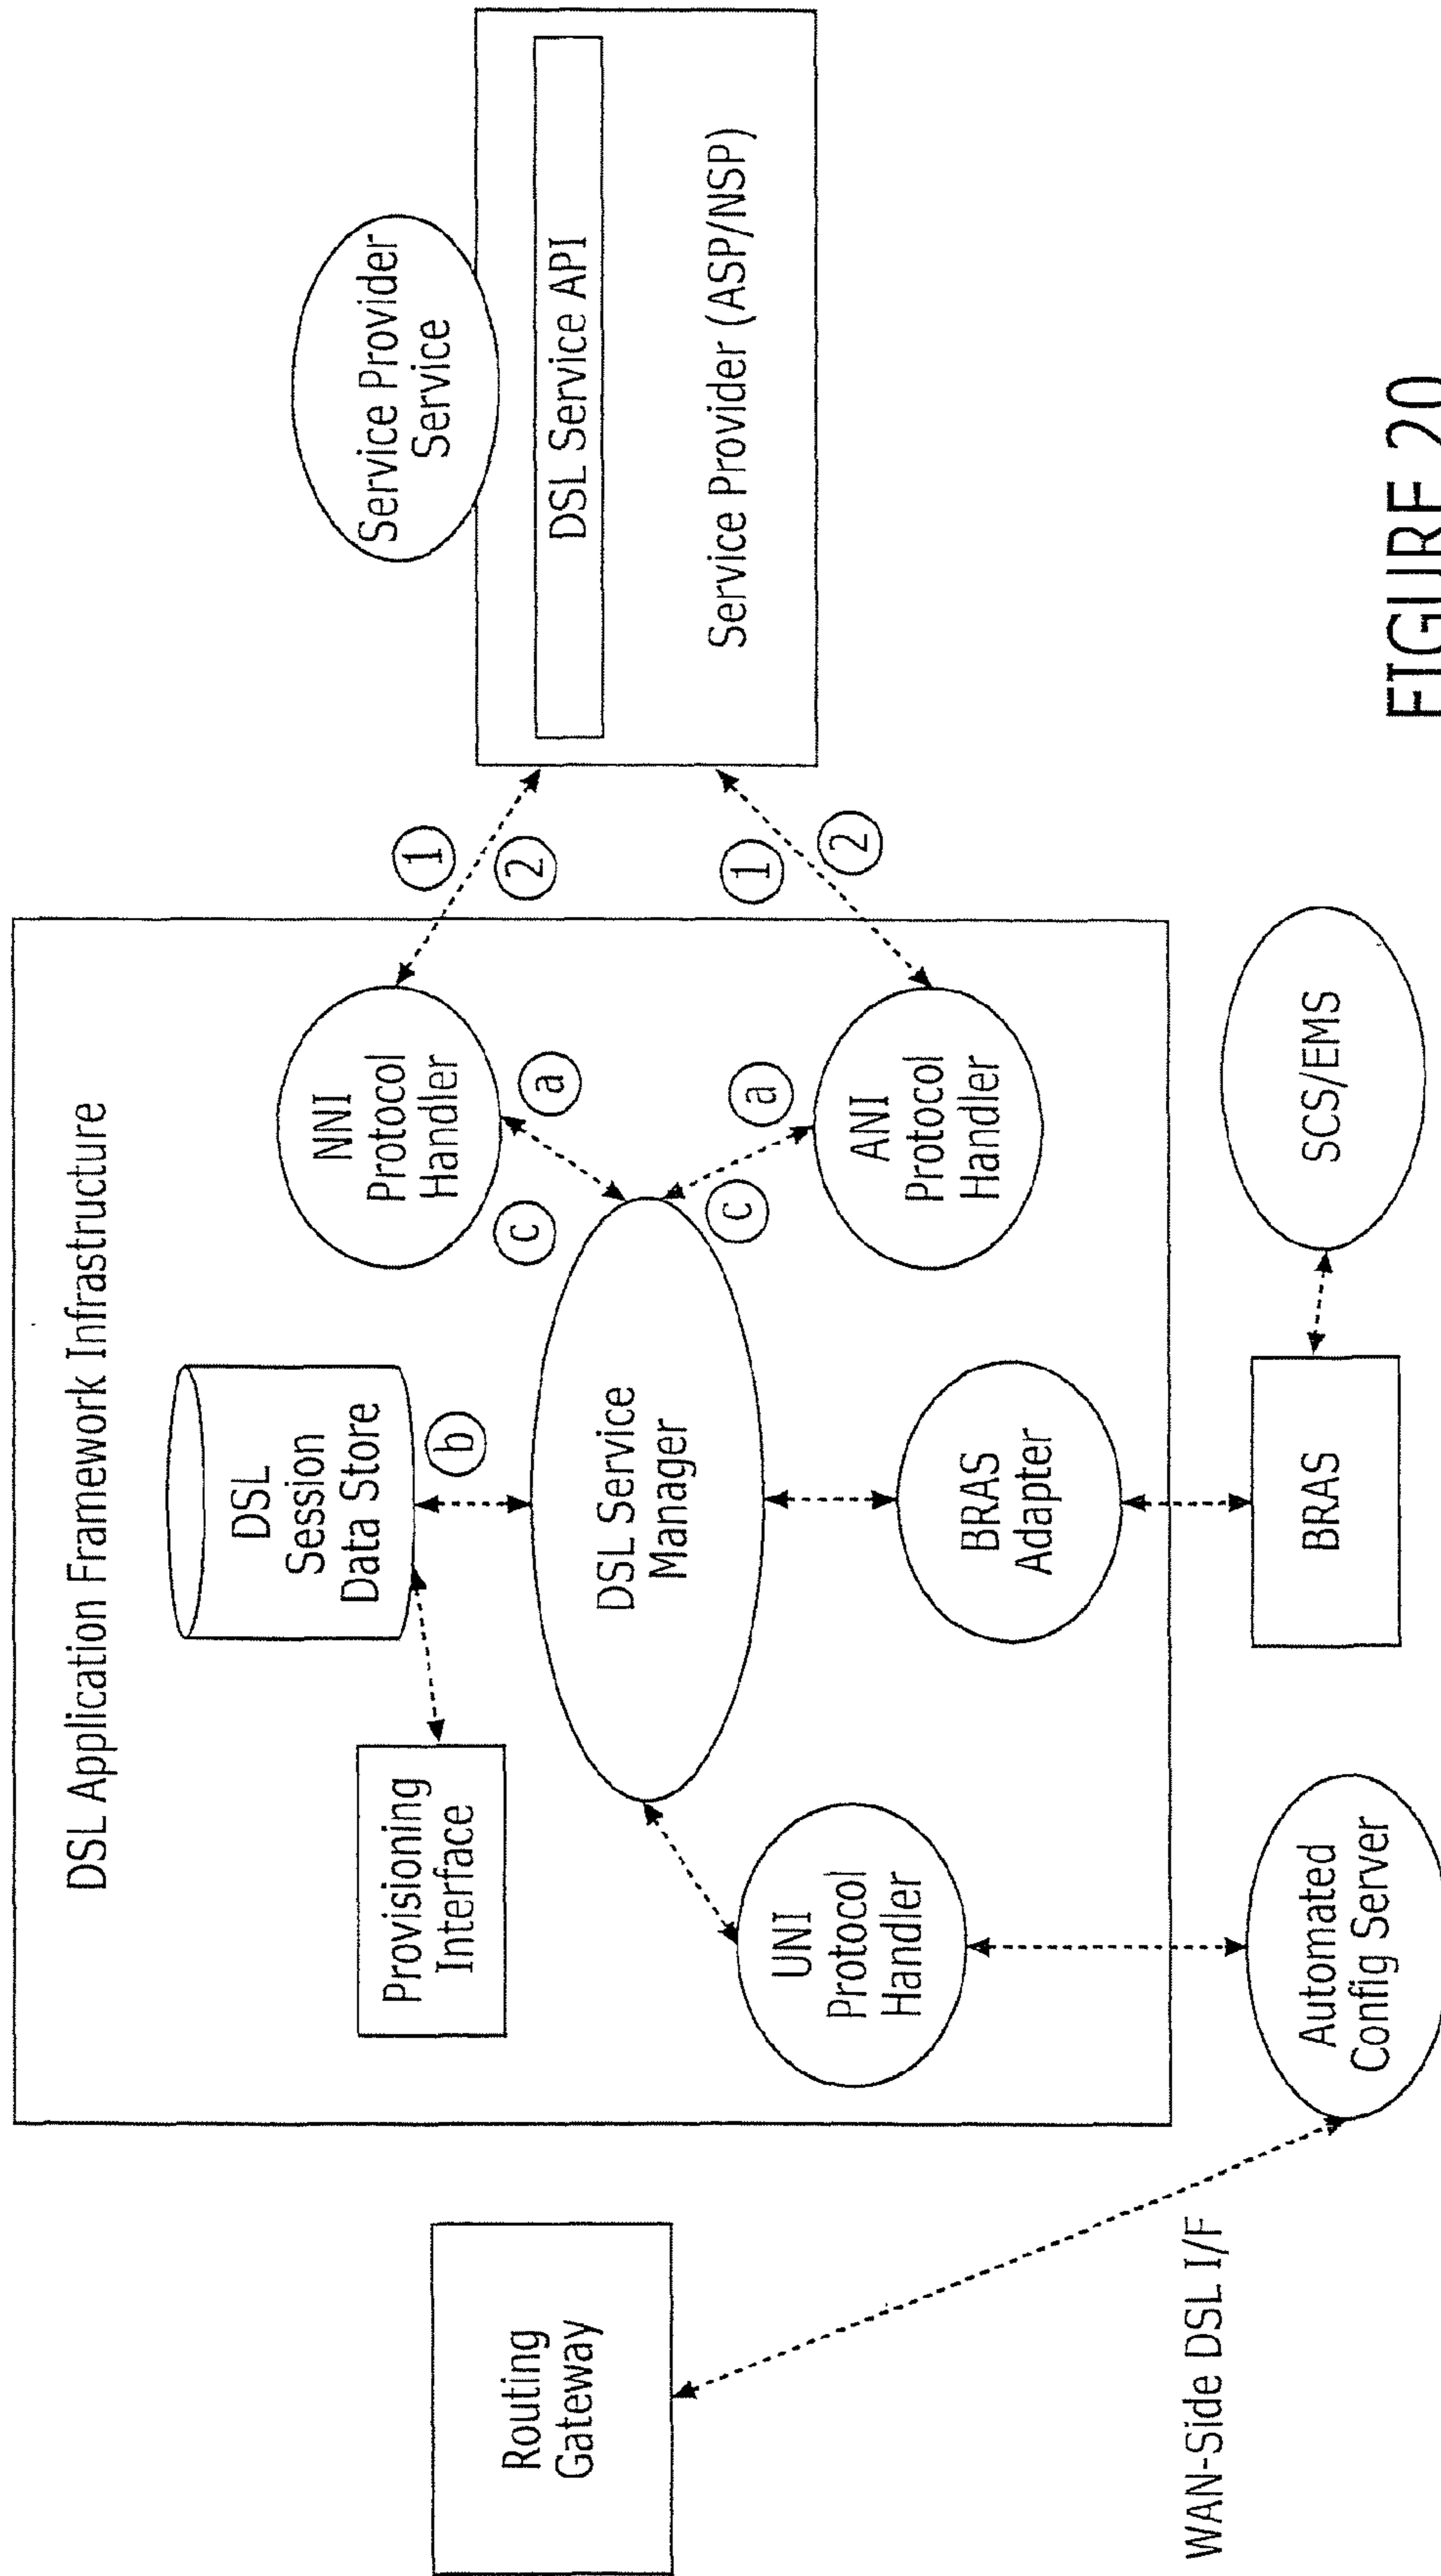 DSL Application Framework Infrastructure
Routing
Gateway
Provisioning
Interface
DSL
Session
Data Store
b
NNI
Protocol
Handler
a
c
1
2
Service Provider
Service
DSL Service API
Service Provider (ASP/NSP)
DSL Service
Manager
UNI
Protocol
Handler
BRAS
Adapter
c
a
ANI
Protocol
Handler
1
2
WAN-Side DSL I/F
Automated
Config Server
BRAS
SCS/EMS
FIGURE 20